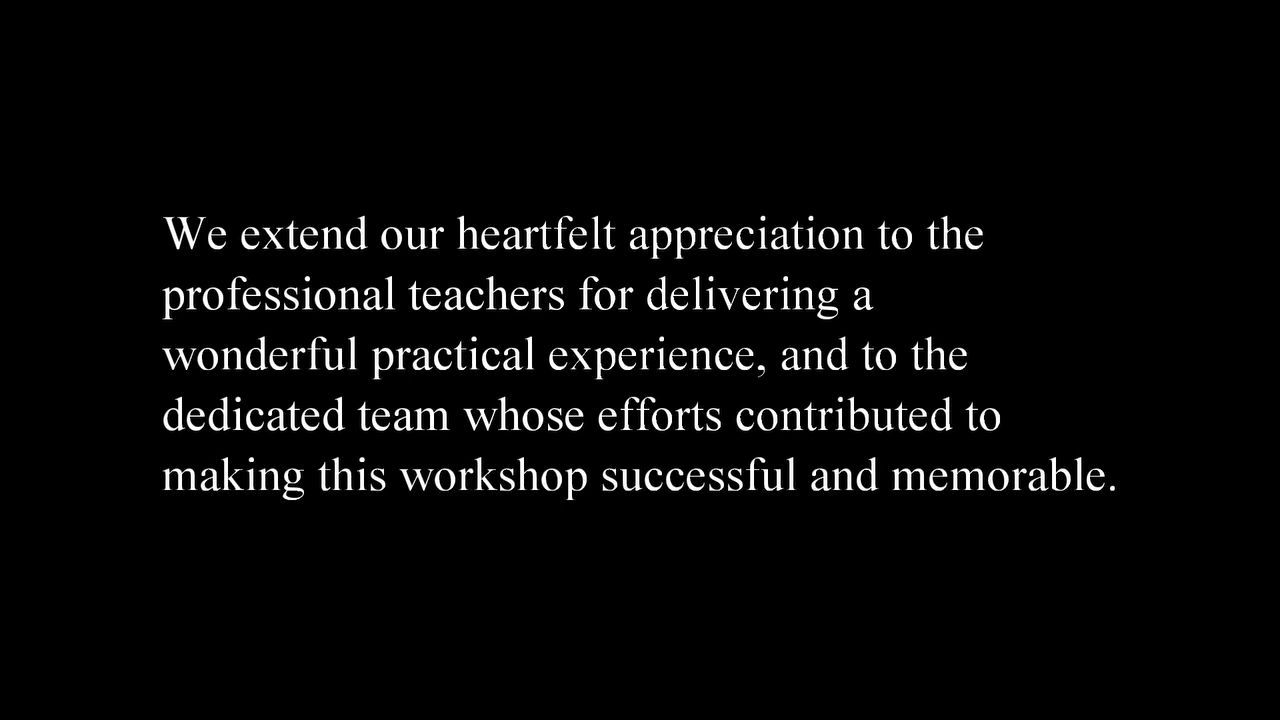 We extend our heartfelt appreciation to the
professional teachers for delivering a
wonderful practical experience, and to the
dedicated team whose efforts contributed to
making this workshop successful and memorable.